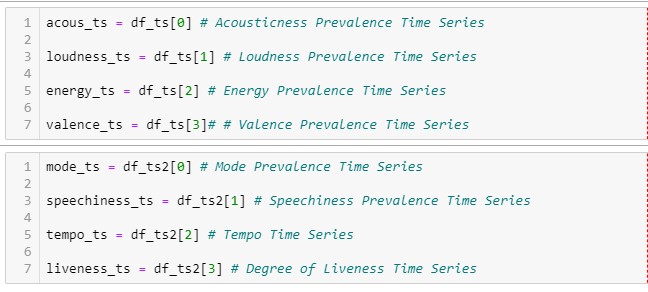 1 acous_ts = df_ts[0] # Acousticness Prevalence Time Series
2
3 loudness_ts = df_ts[1] # Loudness Prevalence Time Series
4
5 energy_ts = df_ts[2] # Energy Prevalence Time Series
6
7 valence_ts = df_ts[3]# # Valence Prevalence Time Series
1 mode_ts = df_ts2[0] # Mode Prevalence Time Series
2
3 speechiness_ts = df_ts2[1] # Speechiness Prevalence Time Series
4
5 tempo_ts = df_ts2[2] # Tempo Time Series
6
7 liveness_ts = df_ts2[3] # Degree of Liveness Time Series